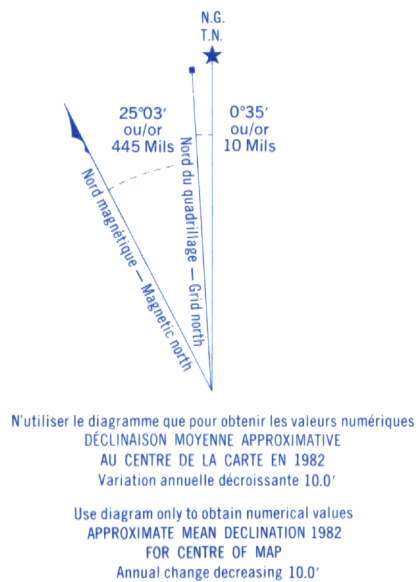 N.G.
T.N.
25°03′
ou/or
445 Mils
0°35′
ou/or
10 Mils
Nord magnétique — Magnetic north
Nord du quadrillage — Grid north
N'utiliser le diagramme que pour obtenir les valeurs numériques
DÉCLINAISON MOYENNE APPROXIMATIVE
AU CENTRE DE LA CARTE EN 1982
Variation annuelle décroissante 10.0′
Use diagram only to obtain numerical values
APPROXIMATE MEAN DECLINATION 1982
FOR CENTRE OF MAP
Annual change decreasing 10.0′